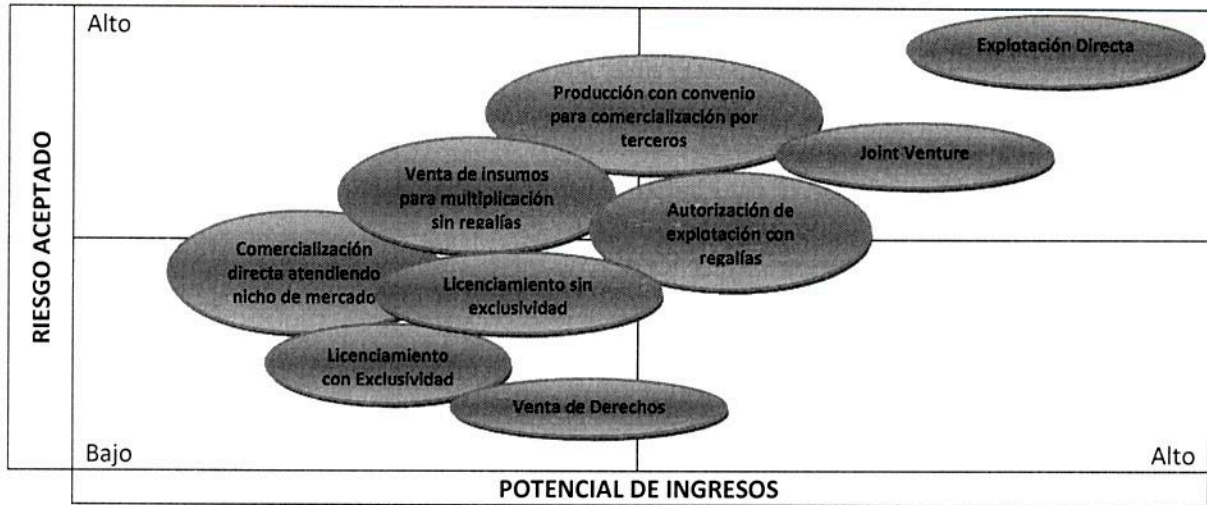 Alto
Explotación Directa
Producción con convenio
para comercialización por
terceros
Joint Venture
Venta de insumos
para multiplicación
sin regalías
Autorización de
explotación con
regalías
Comercialización
directa atendiendo
nicho de mercado
Licenciamiento sin
exclusividad
Licenciamiento
con Exclusividad
Venta de Derechos
RIESGO ACEPTADO
Bajo
Alto
POTENCIAL DE INGRESOS